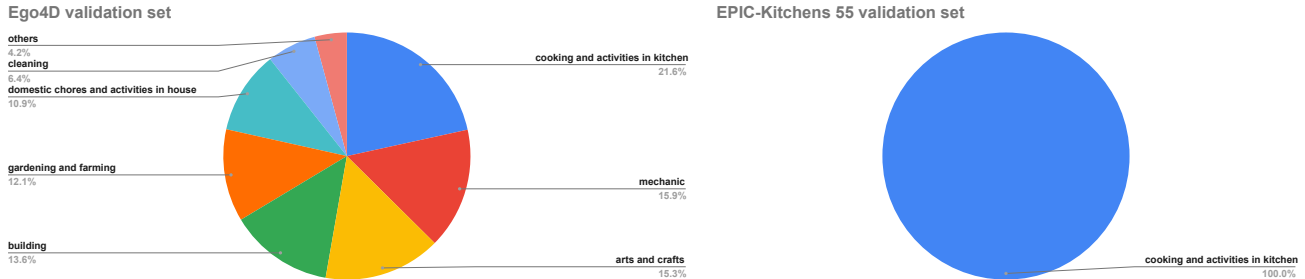 Ego4D validation set
others
4.2%
cleaning
6.4%
domestic chores and activities in house
10.9%
gardening and farming
12.1%
building
13.6%
cooking and activities in kitchen
21.6%
mechanic
15.9%
arts and crafts
15.3%
EPIC-Kitchens 55 validation set
cooking and activities in kitchen
100.0%